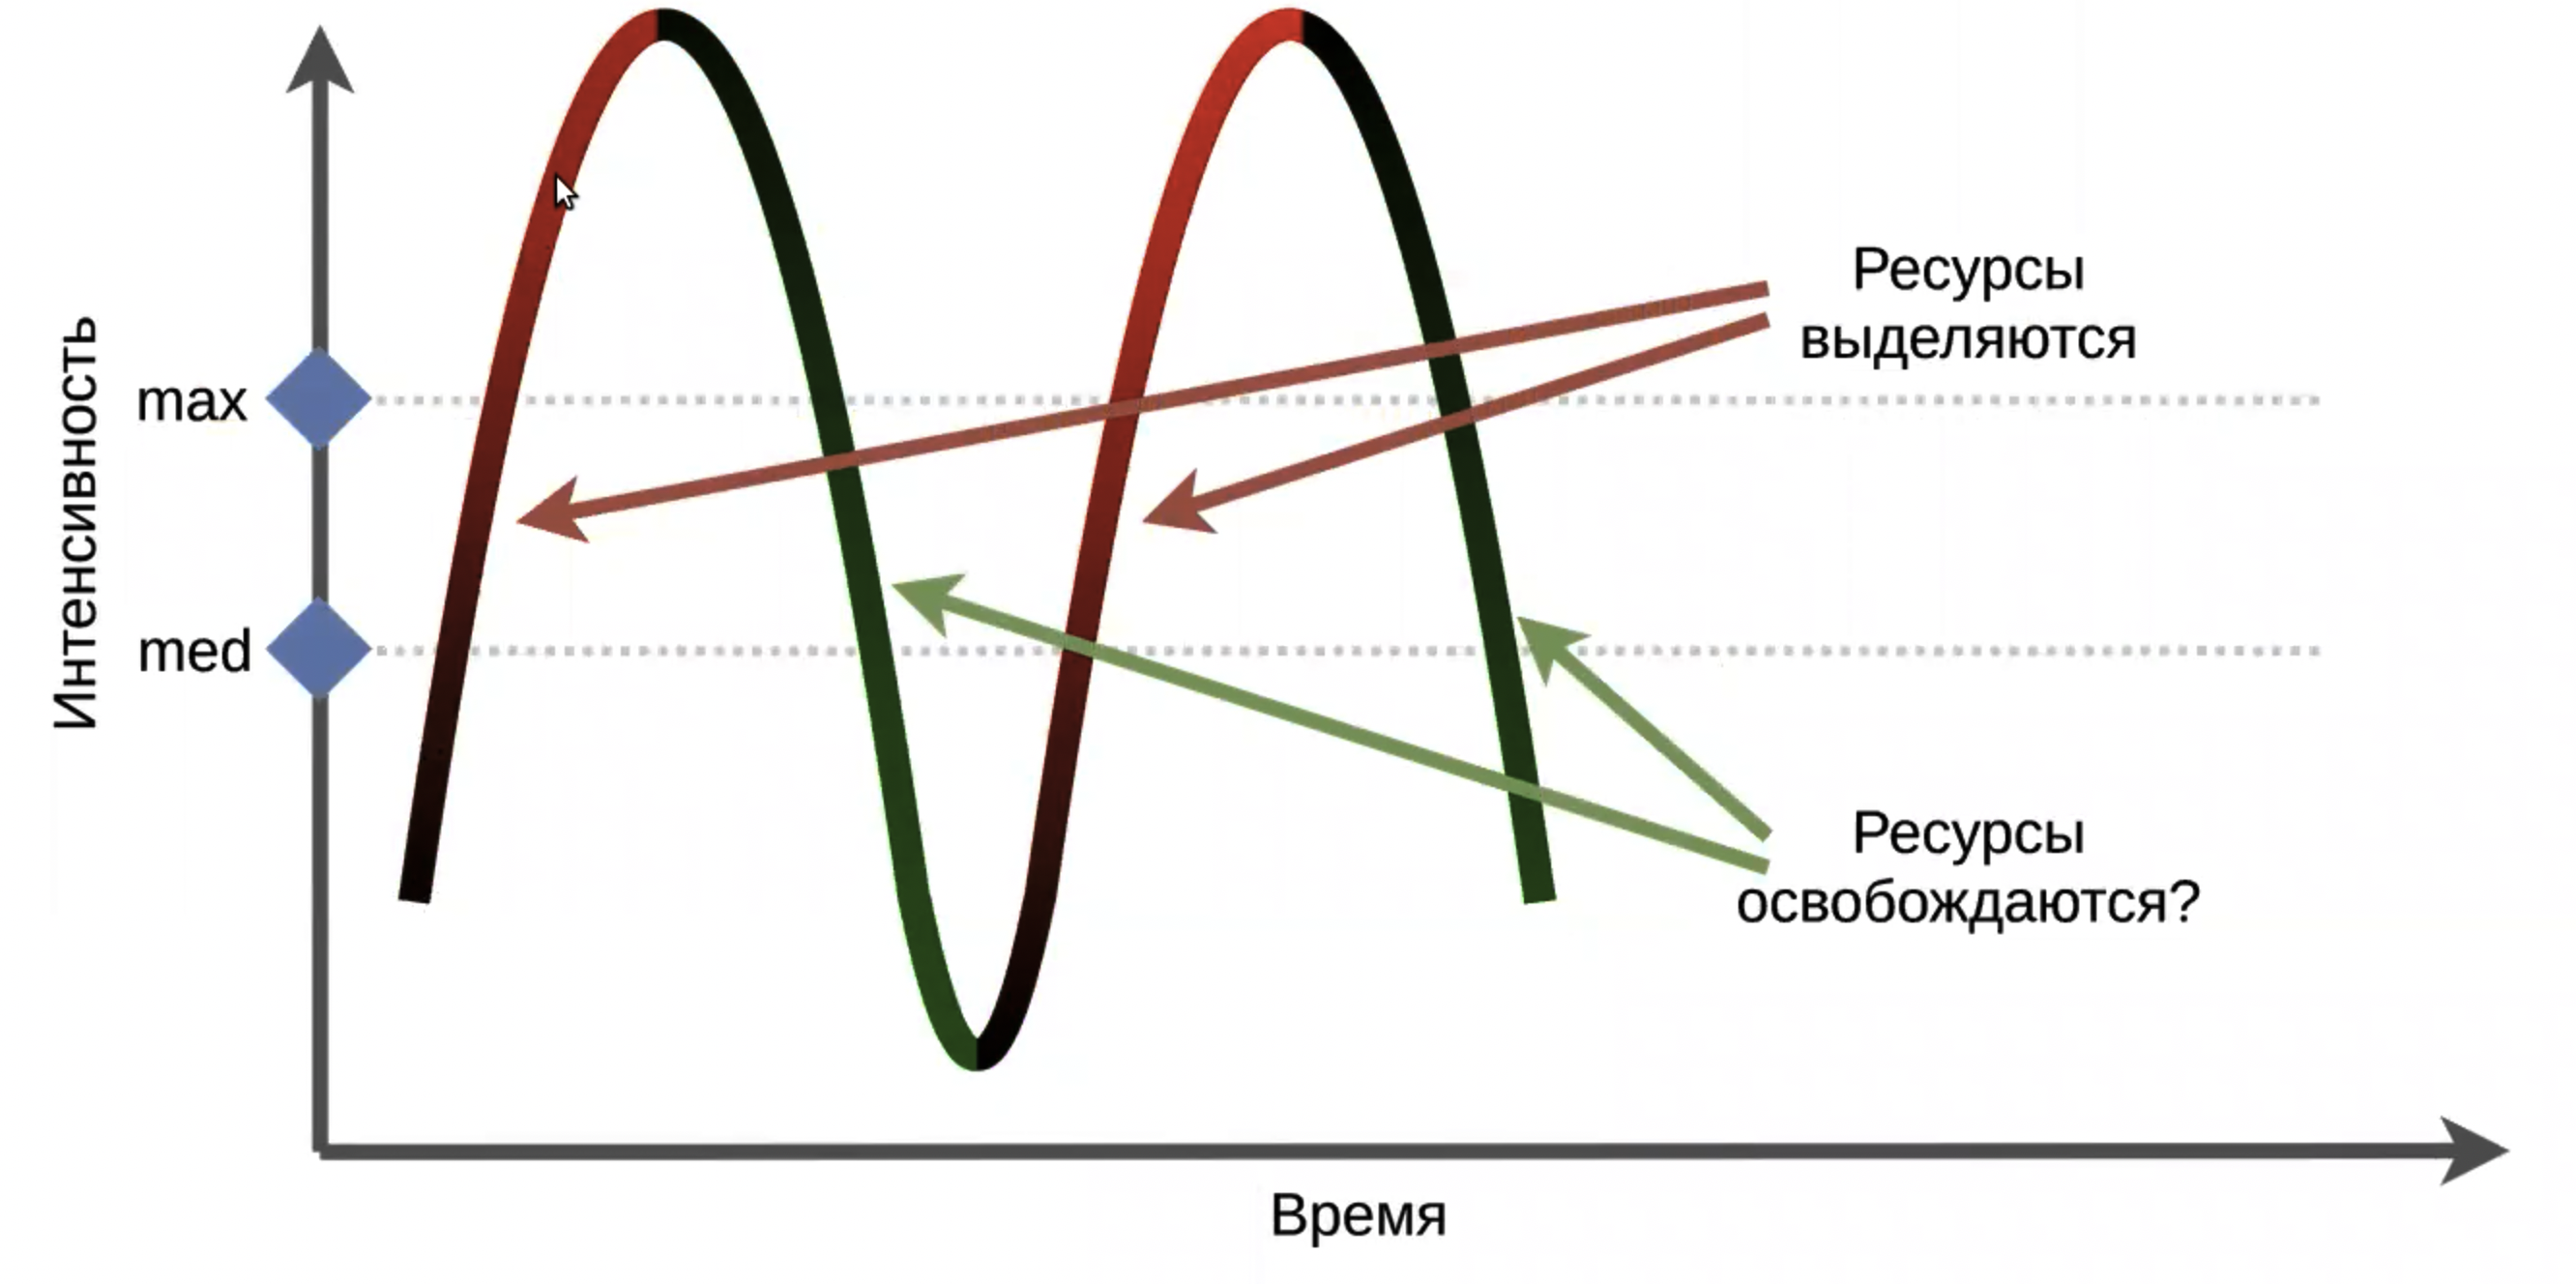 Интенсивность
max
med
Ресурсы
выделяются
Ресурсы
освобождаются?
Время